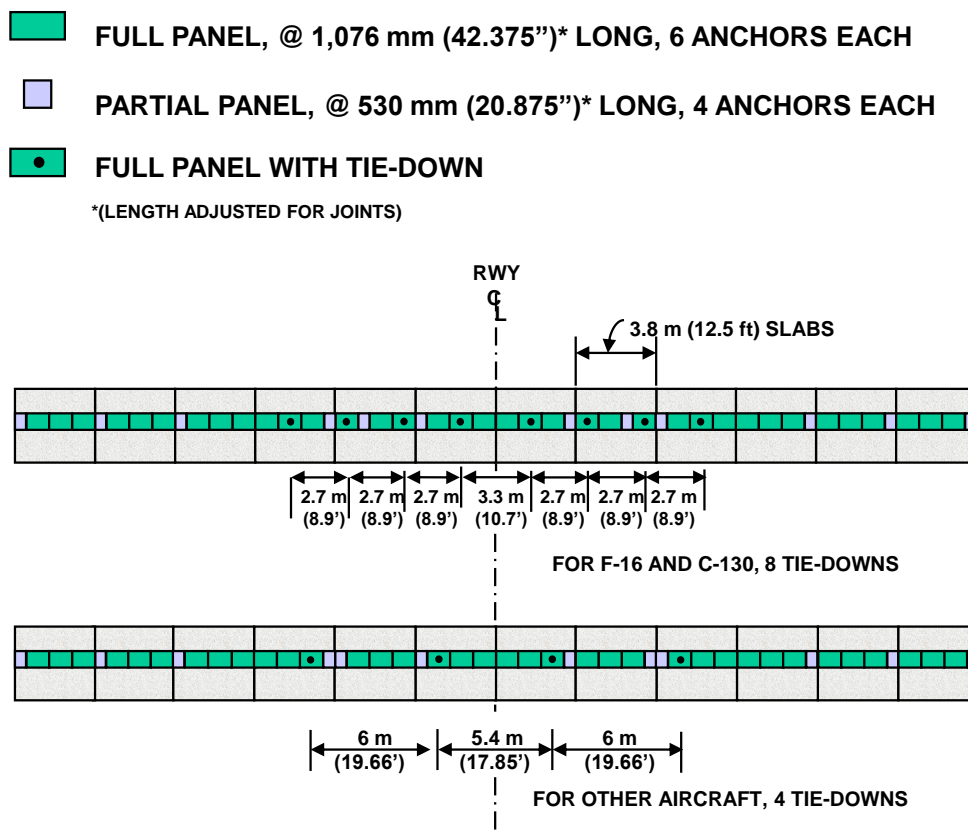 FULL PANEL, @ 1,076 mm (42.375”)* LONG, 6 ANCHORS EACH
PARTIAL PANEL, @ 530 mm (20.875”)* LONG, 4 ANCHORS EACH
FULL PANEL WITH TIE-DOWN
*(LENGTH ADJUSTED FOR JOINTS)
RWY
CL
3.8 m (12.5 ft) SLABS
2.7 m 2.7 m 2.7 m 3.3 m 2.7 m 2.7 m 2.7 m
(8.9’) (8.9’) (8.9’) (10.7’) (8.9’) (8.9’) (8.9’)
FOR F-16 AND C-130, 8 TIE-DOWNS
6 m 5.4 m 6 m
(19.66’) (17.85’) (19.66’)
FOR OTHER AIRCRAFT, 4 TIE-DOWNS